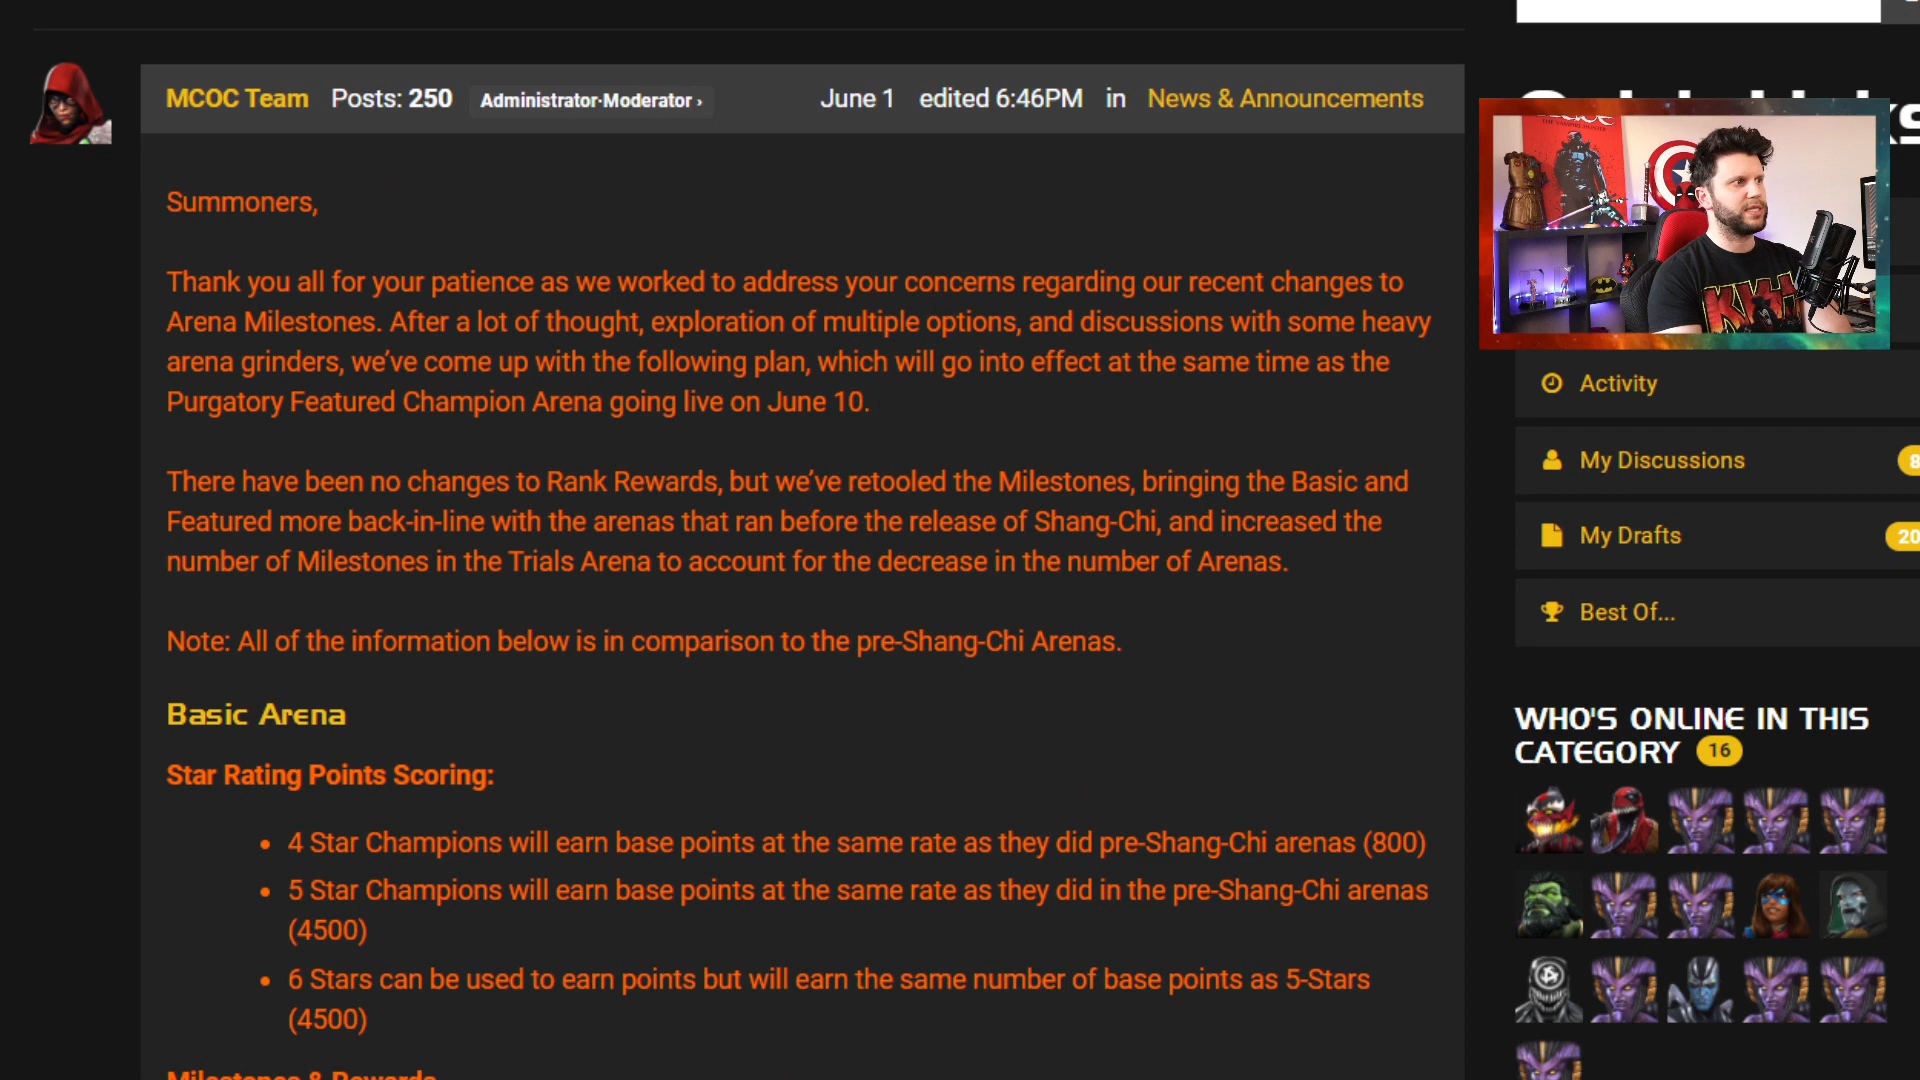 MCOC Team Posts: 250 Administrator·Moderator › June 1 edited 6:46PM in News & Announcements
Summoners,
Thank you all for your patience as we worked to address your concerns regarding our recent changes to
Arena Milestones. After a lot of thought, exploration of multiple options, and discussions with some heavy
arena grinders, we’ve come up with the following plan, which will go into effect at the same time as the
Purgatory Featured Champion Arena going live on June 10.
There have been no changes to Rank Rewards, but we’ve retooled the Milestones, bringing the Basic and
Featured more back-in-line with the arenas that ran before the release of Shang-Chi, and increased the
number of Milestones in the Trials Arena to account for the decrease in the number of Arenas.
Note: All of the information below is in comparison to the pre-Shang-Chi Arenas.
Basic Arena
Star Rating Points Scoring:
• 4 Star Champions will earn base points at the same rate as they did pre-Shang-Chi arenas (800)
• 5 Star Champions will earn base points at the same rate as they did in the pre-Shang-Chi arenas
(4500)
• 6 Stars can be used to earn points but will earn the same number of base points as 5-Stars
(4500)
Milestones & Rewards
THE VAMPIRE HUNTER
Activity
My Discussions 8
My Drafts 20
Best Of...
WHO'S ONLINE IN THIS
CATEGORY 16